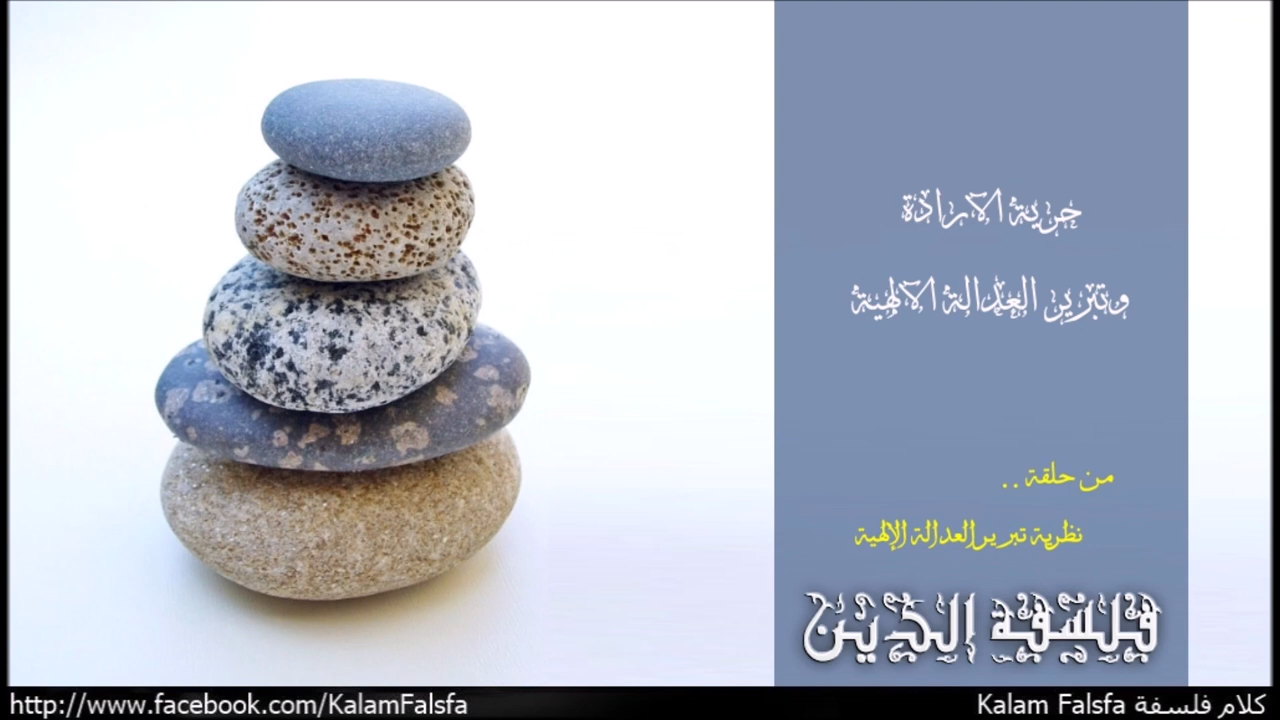 حرية الارادة
وتبرير العدالة الالهية
من حلقة ..
نظرية تبرير العدالة الإلهية
فلسفة الدين
http://www.facebook.com/KalamFalsfa
Kalam Falsfa كلام فلسفة